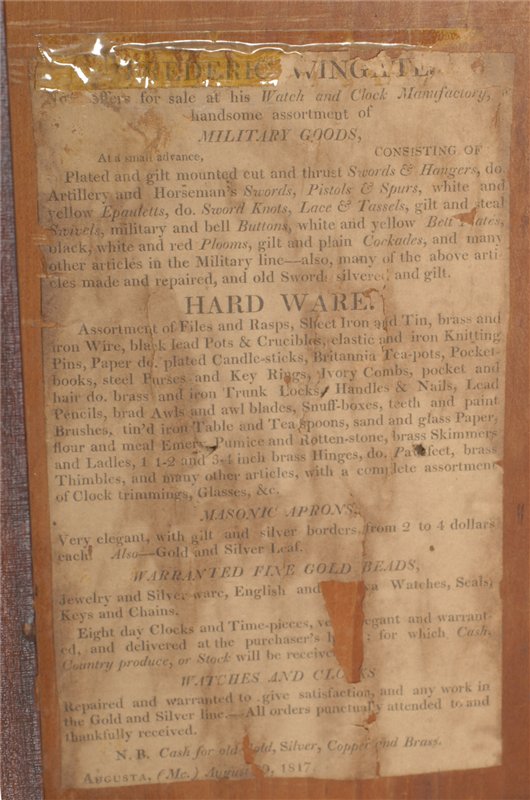 FREDERIC WINGATE,
for sale at his Watch and Clock Manufactory,
handsome assortment of
MILITARY GOODS,
At a small advance, CONSISTING OF
Plated and gilt mounted cut and thrust Swords & Hangers, do.
Artillery and Horseman's Swords, Pistols & Spurs, white and
yellow Epauletts, do. Sword Knots, Lace & Tassels, gilt and steal
Swivels, military and bell Buttons, white and yellow Belt Plates,
black, white and red Plooms, gilt and plain Cockades, and many
other articles in the Military line—also, many of the above arti-
cles made and repaired, and old Swords silvered and gilt.
HARD WARE.
Assortment of Files and Rasps, Sheet Iron and Tin, brass and
iron Wire, black lead Pots & Crucibles, elastic and iron Knitting
Pins, Paper do. plated Candle-sticks, Britannia Tea-pots, Pocket-
books, steel Purses and Key Rings, Ivory Combs, pocket and
hair do. brass and iron Trunk Locks, Handles & Nails, Lead
Pencils, brad Awls and awl blades, Snuff-boxes, teeth and paint
Brushes, tin'd iron Table and Tea spoons, sand and glass Paper,
flour and meal Emery, Pumice and Rotten-stone, brass Skimmers
and Ladles, 1 1-2 and 3-4 inch brass Hinges, do. feet, brass
Thimbles, and many other articles, with a complete assortment
of Clock trimmings, Glasses, &c.
MASONIC APRONS,
Very elegant, with gilt and silver borders, from 2 to 4 dollars
each. Also—Gold and Silver Leaf.
WARRANTED FINE GOLD BEADS,
Jewelry and Silver ware, English and Watches, Seals,
Keys and Chains.
Eight day Clocks and Time-pieces, very elegant and warrant-
ed, and delivered at the purchaser's : for which Cash,
Country produce, or Stock will be received.
WATCHES AND CLOCKS
Repaired and warranted to give satisfaction, and any work in
the Gold and Silver line.—All orders punctually attended to and
thankfully received.
N. B. Cash for old Gold, Silver, Copper and Brass.
AUGUSTA, (Me.) August 1817.